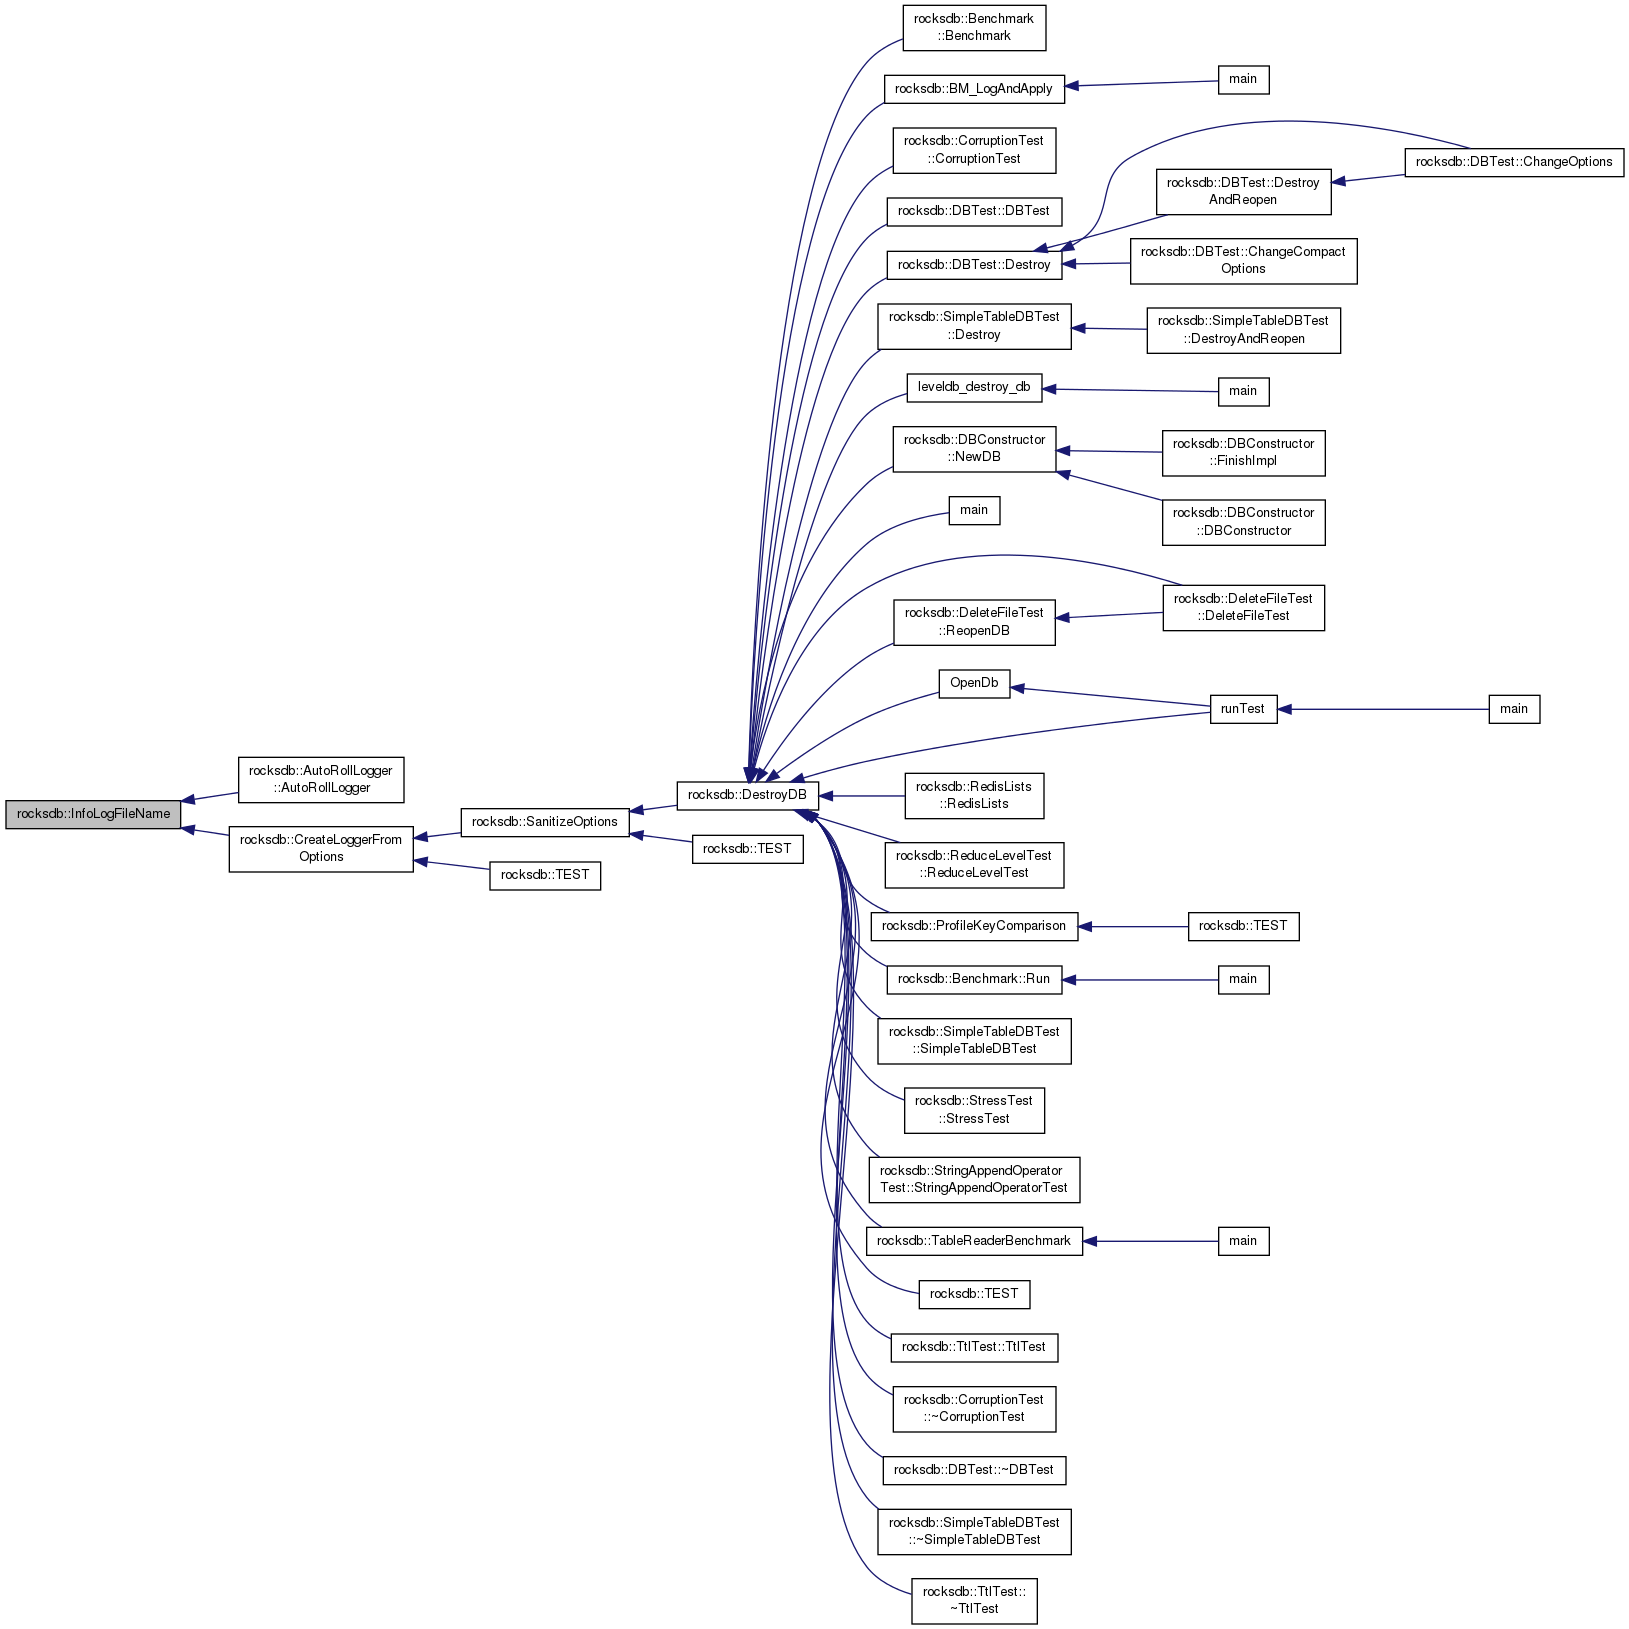 rocksdb::Benchmark
::Benchmark
rocksdb::BM_LogAndApply
main
rocksdb::CorruptionTest
::CorruptionTest
rocksdb::DBTest::ChangeOptions
rocksdb::DBTest::Destroy
AndReopen
rocksdb::DBTest::DBTest
rocksdb::DBTest::Destroy
rocksdb::DBTest::ChangeCompact
Options
rocksdb::SimpleTableDBTest
::Destroy
rocksdb::SimpleTableDBTest
::DestroyAndReopen
leveldb_destroy_db
main
rocksdb::DBConstructor
::NewDB
rocksdb::DBConstructor
::FinishImpl
main
rocksdb::DBConstructor
::DBConstructor
rocksdb::DeleteFileTest
::DeleteFileTest
rocksdb::DeleteFileTest
::ReopenDB
OpenDb
runTest
main
rocksdb::AutoRollLogger
::AutoRollLogger
rocksdb::InfoLogFileName
rocksdb::CreateLoggerFrom
Options
rocksdb::SanitizeOptions
rocksdb::TEST
rocksdb::DestroyDB
rocksdb::TEST
rocksdb::RedisLists
::RedisLists
rocksdb::ReduceLevelTest
::ReduceLevelTest
rocksdb::ProfileKeyComparison
rocksdb::TEST
rocksdb::Benchmark::Run
main
rocksdb::SimpleTableDBTest
::SimpleTableDBTest
rocksdb::StressTest
::StressTest
rocksdb::StringAppendOperator
Test::StringAppendOperatorTest
rocksdb::TableReaderBenchmark
main
rocksdb::TEST
rocksdb::TtlTest::TtlTest
rocksdb::CorruptionTest
::~CorruptionTest
rocksdb::DBTest::~DBTest
rocksdb::SimpleTableDBTest
::~SimpleTableDBTest
rocksdb::TtlTest::
~TtlTest